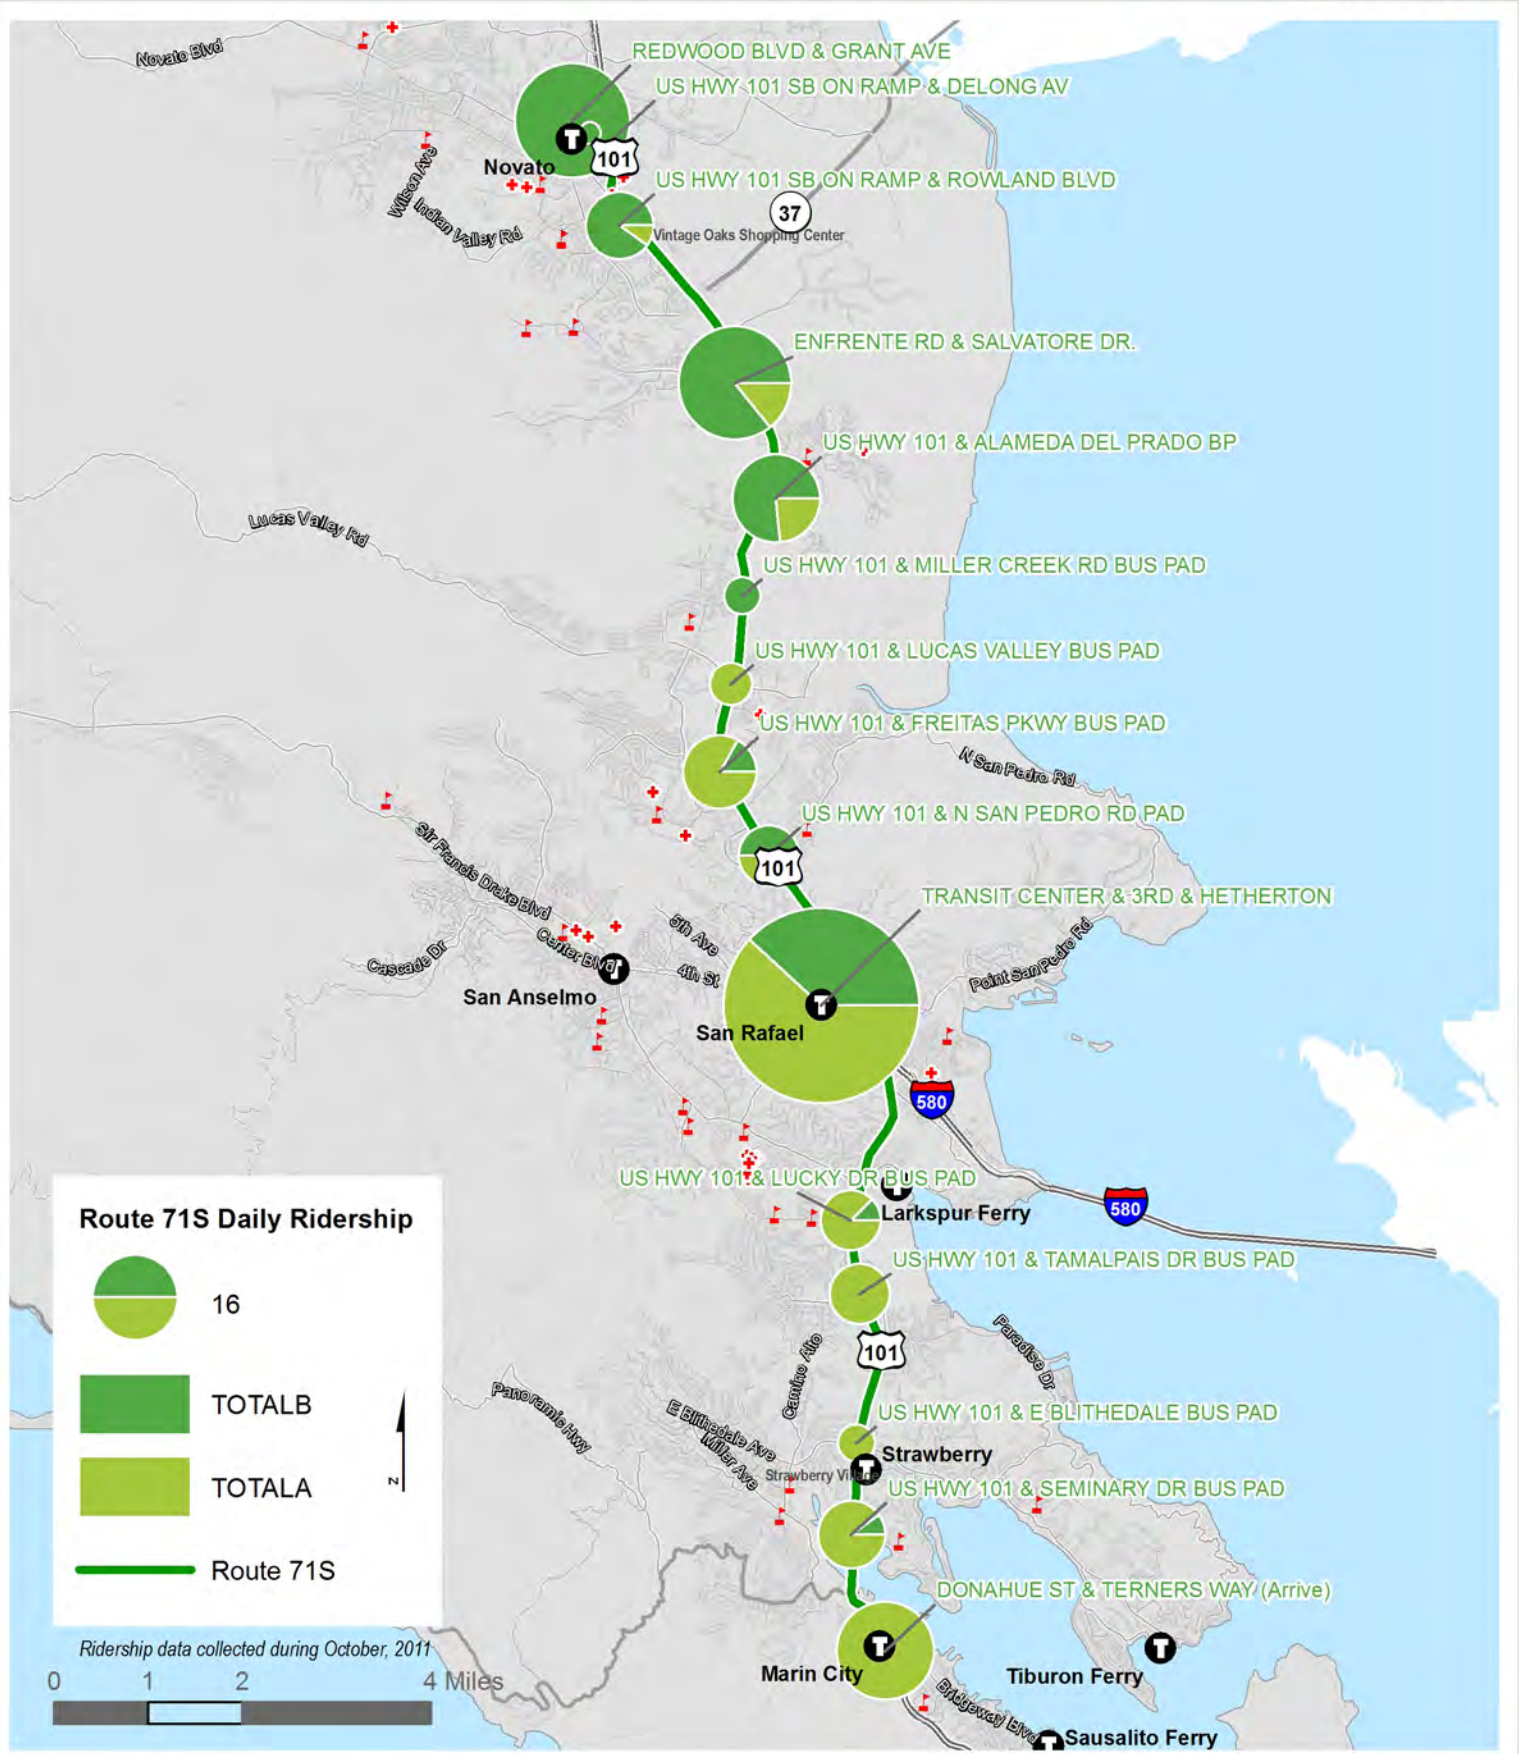 Novato Blvd
REDWOOD BLVD & GRANT AVE
US HWY 101 SB ON RAMP & DELONG AV
T
101
Novato
Wilson Ave
US HWY 101 SB ON RAMP & ROWLAND BLVD
Indian Valley Rd
37
Vintage Oaks Shopping Center
ENFRENTE RD & SALVATORE DR.
US HWY 101 & ALAMEDA DEL PRADO BP
Lucas Valley Rd
US HWY 101 & MILLER CREEK RD BUS PAD
US HWY 101 & LUCAS VALLEY BUS PAD
US HWY 101 & FREITAS PKWY BUS PAD
N San Pedro Rd
US HWY 101 & N SAN PEDRO RD PAD
Sir Francis Drake Blvd
101
TRANSIT CENTER & 3RD & HETHERTON
5th Ave
Center Blvd
Cascade Dr
T
4th St
Point San Pedro Rd
San Anselmo
T
San Rafael
580
US HWY 101 & LUCKY DR BUS PAD
T
Larkspur Ferry
580
US HWY 101 & TAMALPAIS DR BUS PAD
101
Paradise Dr
Camino Alto
Panoramic Hwy
E Blithedale Ave
Miller Ave
US HWY 101 & E BLITHEDALE BUS PAD
Strawberry
T
Strawberry Village
US HWY 101 & SEMINARY DR BUS PAD
DONAHUE ST & TERNERS WAY (Arrive)
T
Marin City
T
Tiburon Ferry
Bridgeway Blvd
T
Sausalito Ferry
Route 71S Daily Ridership
16
TOTALB
TOTALA
N
Route 71S
Ridership data collected during October, 2011
0 1 2 4 Miles